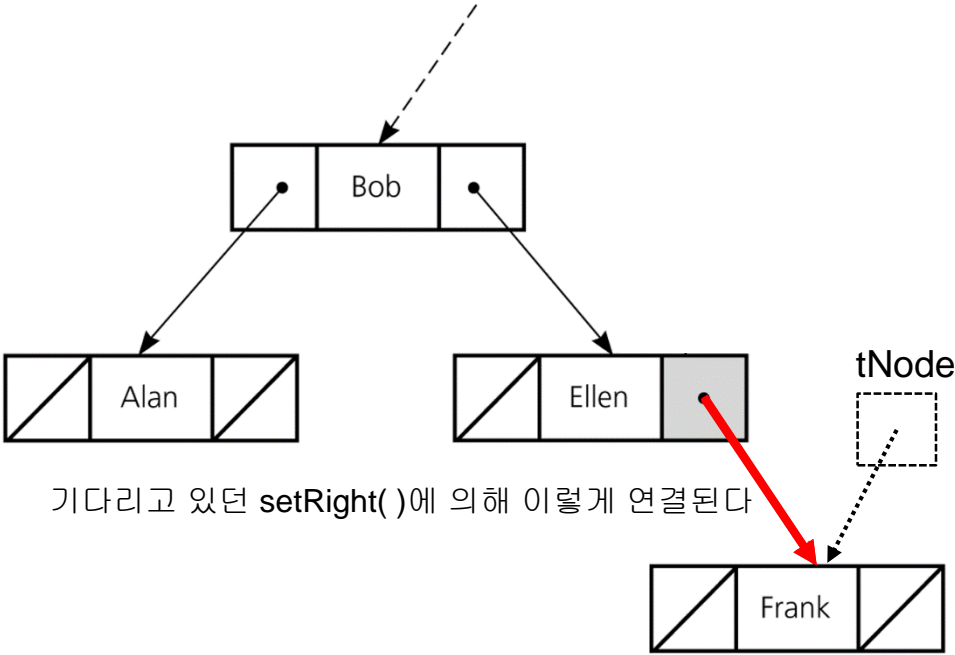 Bob
Alan
Ellen
tNode
기다리고 있던 setRight( )에 의해 이렇게 연결된다
Frank